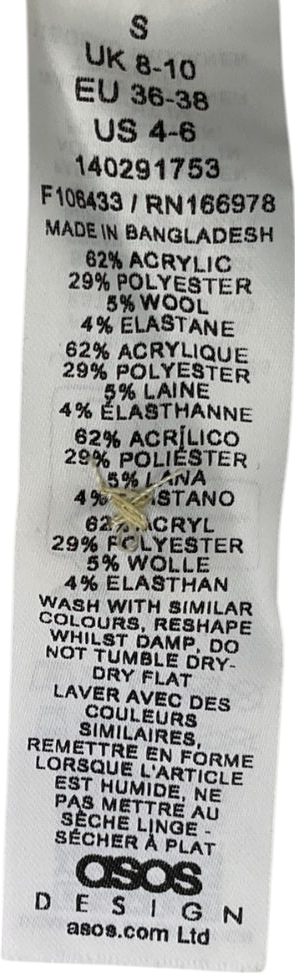 S
UK 8-10
EU 36-38
US 4-6
140291753
F106433 / RN166978
MADE IN BANGLADESH
62% ACRYLIC
29% POLYESTER
5% WOOL
4% ELASTANE
62% ACRYLIQUE
29% POLYESTER
5% LAINE
4% ÉLASTHANNE
62% ACRÍLICO
29% POLIÉSTER
5% LANA
4%
62% ACRYL
29% POLYESTER
5% WOLLE
4% ELASTHAN
WASH WITH SIMILAR
COLOURS, RESHAPE
WHILST DAMP, DO
NOT TUMBLE DRY-
DRY FLAT
LAVER AVEC DES
COULEURS
SIMILAIRES,
REMETTRE EN FORME
LORSQUE L'ARTICLE
EST HUMIDE, NE
PAS METTRE AU
SÈCHE LINGE -
SÉCHER À PLAT
asos
DESIGN
asos.com Ltd